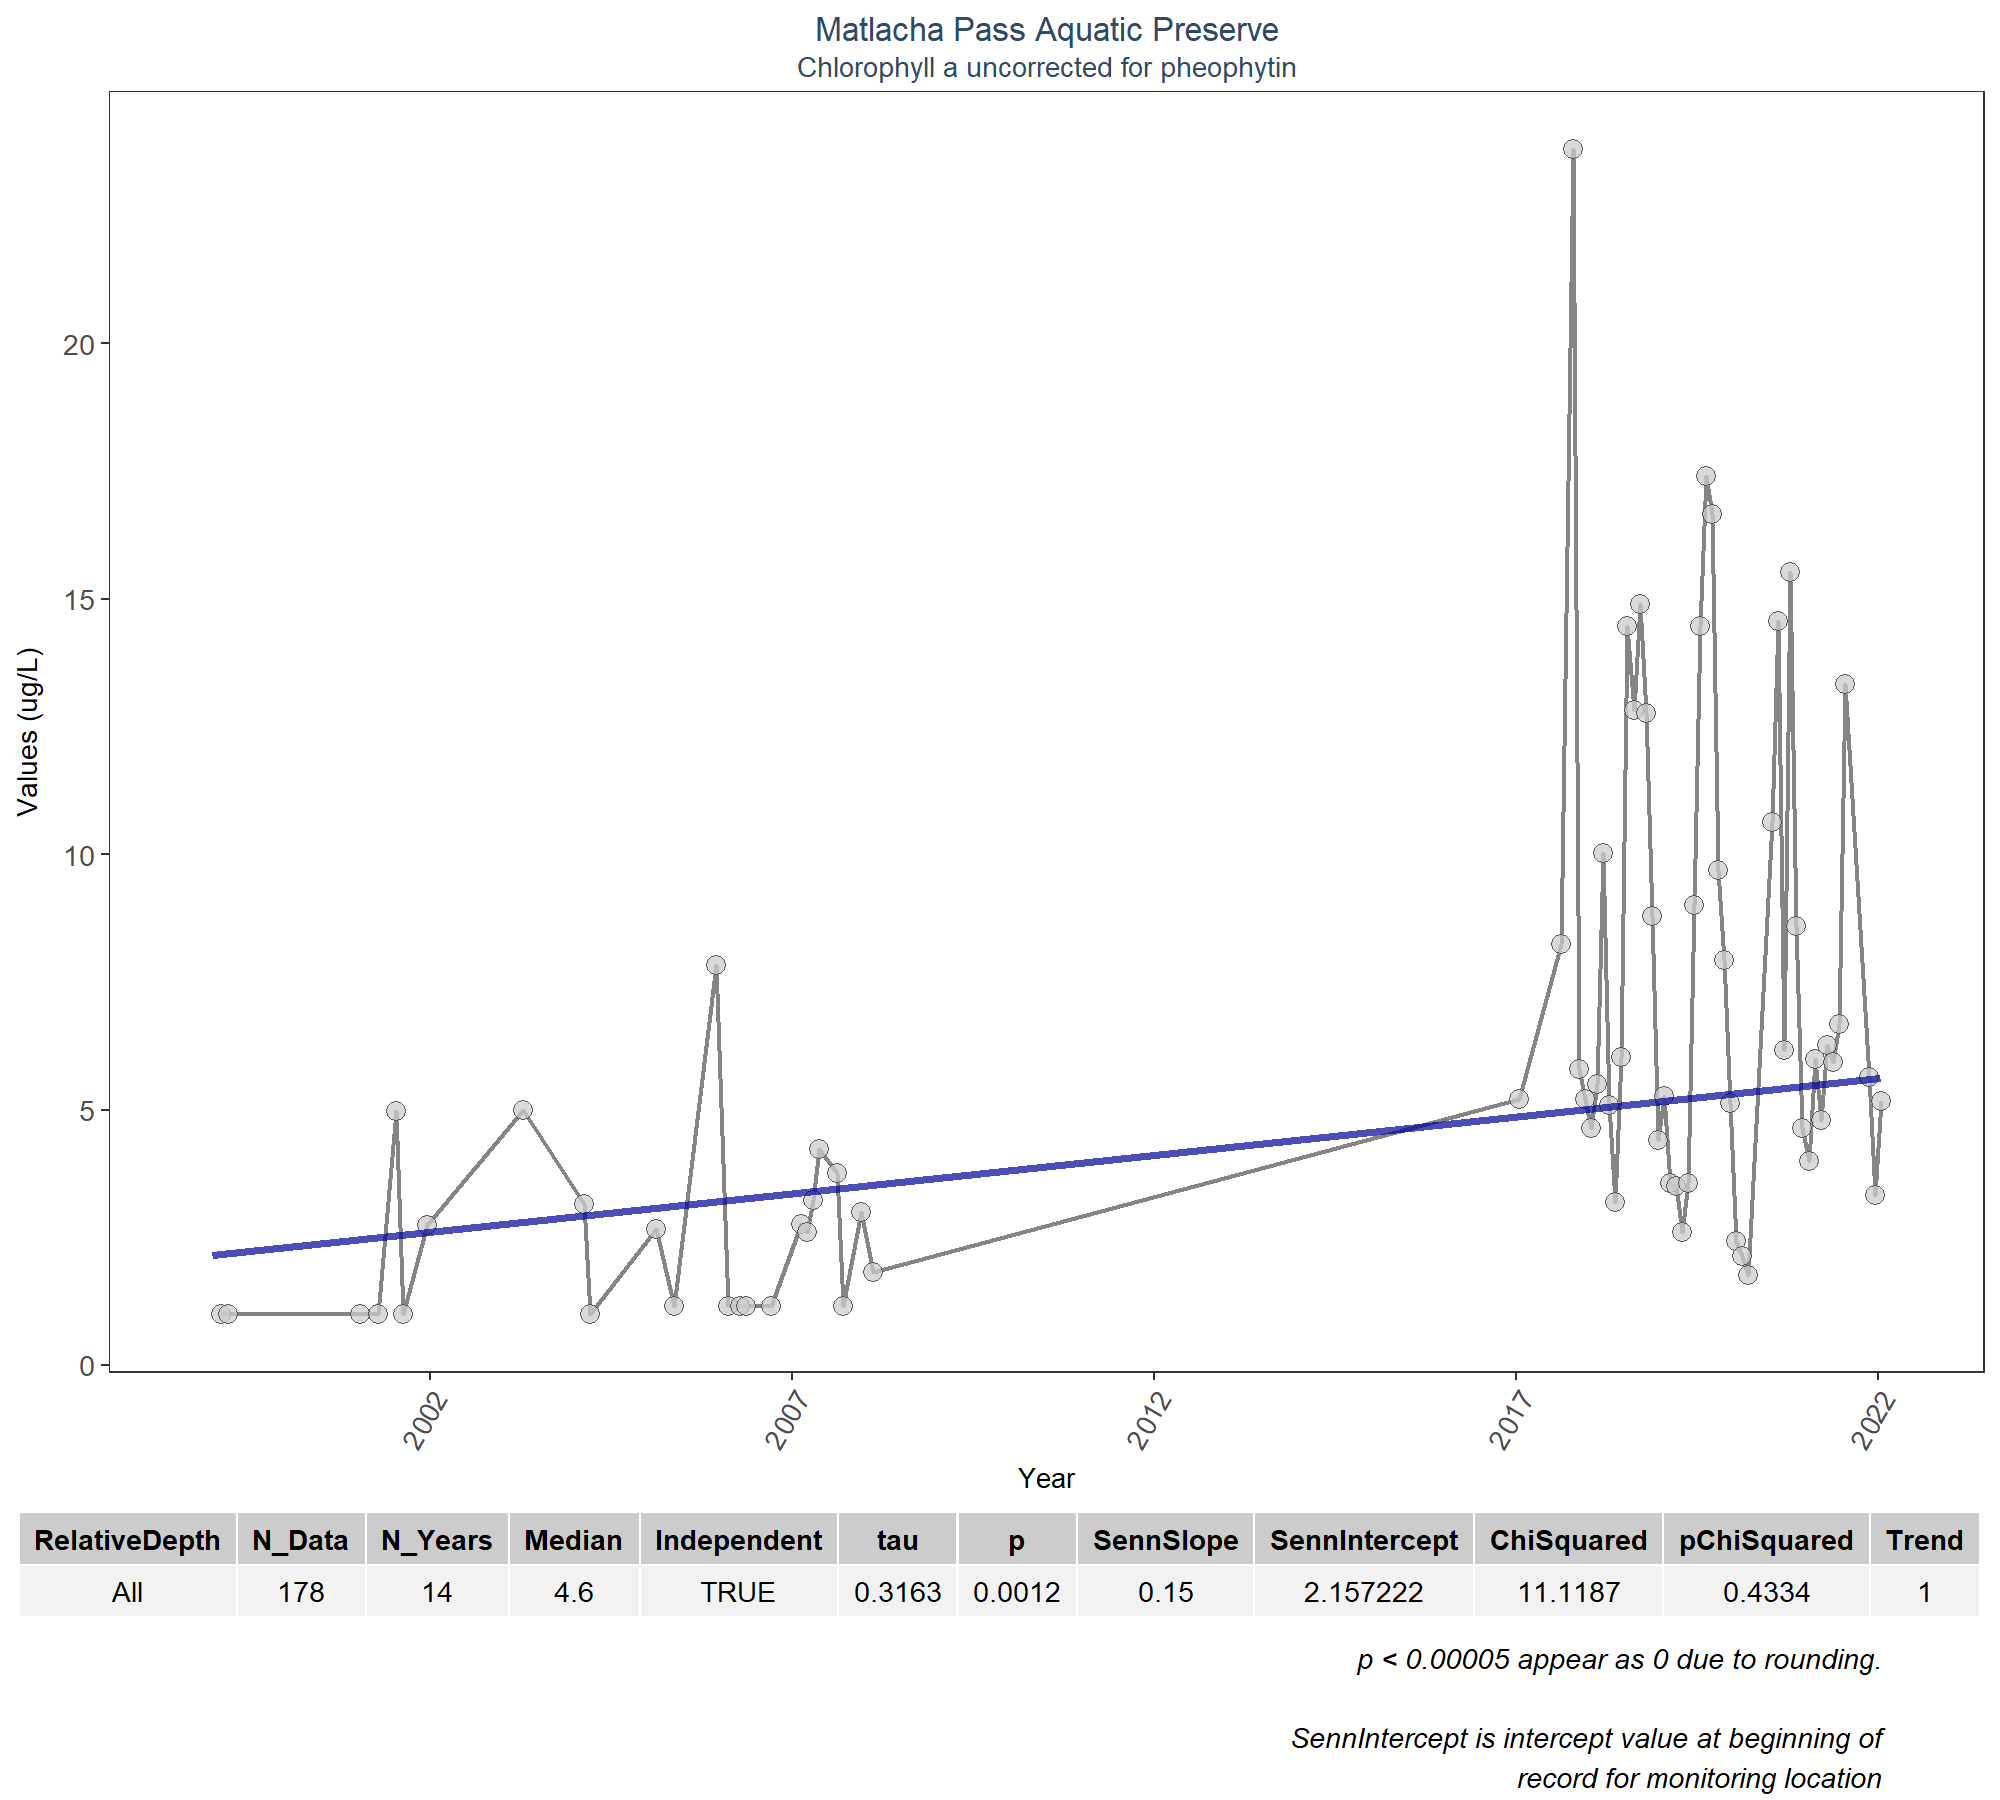 Matlacha Pass Aquatic Preserve
Chlorophyll a uncorrected for pheophytin
Values (ug/L)
20
15
10
5
0
2002 2007 2012 2017 2022
Year
RelativeDepth N_Data N_Years Median Independent tau p SennSlope SennIntercept ChiSquared pChiSquared Trend
All 178 14 4.6 TRUE 0.3163 0.0012 0.15 2.157222 11.1187 0.4334 1
p < 0.00005 appear as 0 due to rounding.
SennIntercept is intercept value at beginning of
record for monitoring location